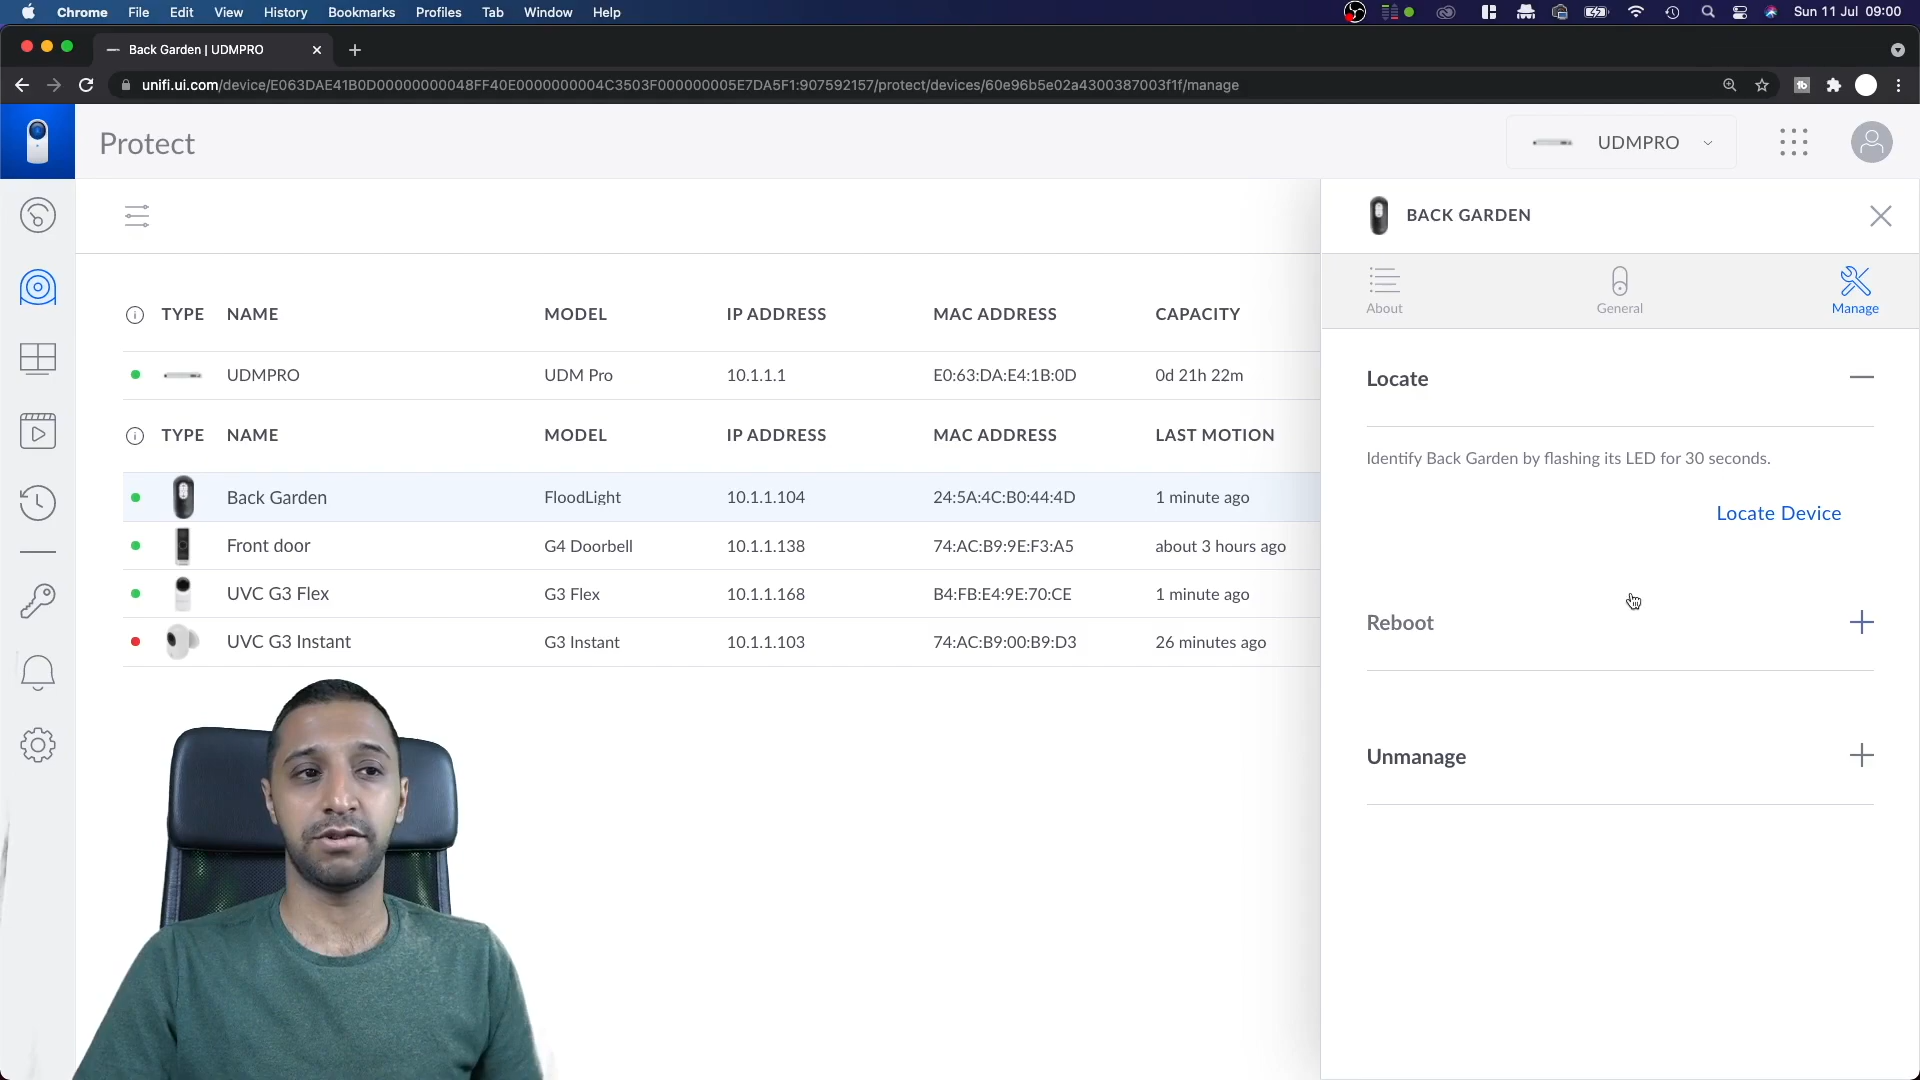 Chrome File Edit View History Bookmarks Profiles Tab Window Help Sun 11 Jul 09:00
Back Garden | UDMPRO
unifi.ui.com/device/E063DAE41B0D00000000048FF40E0000000004C3503F000000005E7DA5F1:907592157/protect/devices/60e96b5e02a4300387003f1f/manage
Protect UDMPRO
BACK GARDEN
About General Manage
TYPE NAME MODEL IP ADDRESS MAC ADDRESS CAPACITY
UDMPRO UDM Pro 10.1.1.1 E0:63:DA:E4:1B:0D 0d 21h 22m
TYPE NAME MODEL IP ADDRESS MAC ADDRESS LAST MOTION
Back Garden FloodLight 10.1.1.104 24:5A:4C:B0:44:4D 1 minute ago
Front door G4 Doorbell 10.1.1.138 74:AC:B9:9E:F3:A5 about 3 hours ago
UVC G3 Flex G3 Flex 10.1.1.168 B4:FB:E4:9E:70:CE 1 minute ago
UVC G3 Instant G3 Instant 10.1.1.103 74:AC:B9:00:B9:D3 26 minutes ago
Locate
Identify Back Garden by flashing its LED for 30 seconds.
Locate Device
Reboot
Unmanage